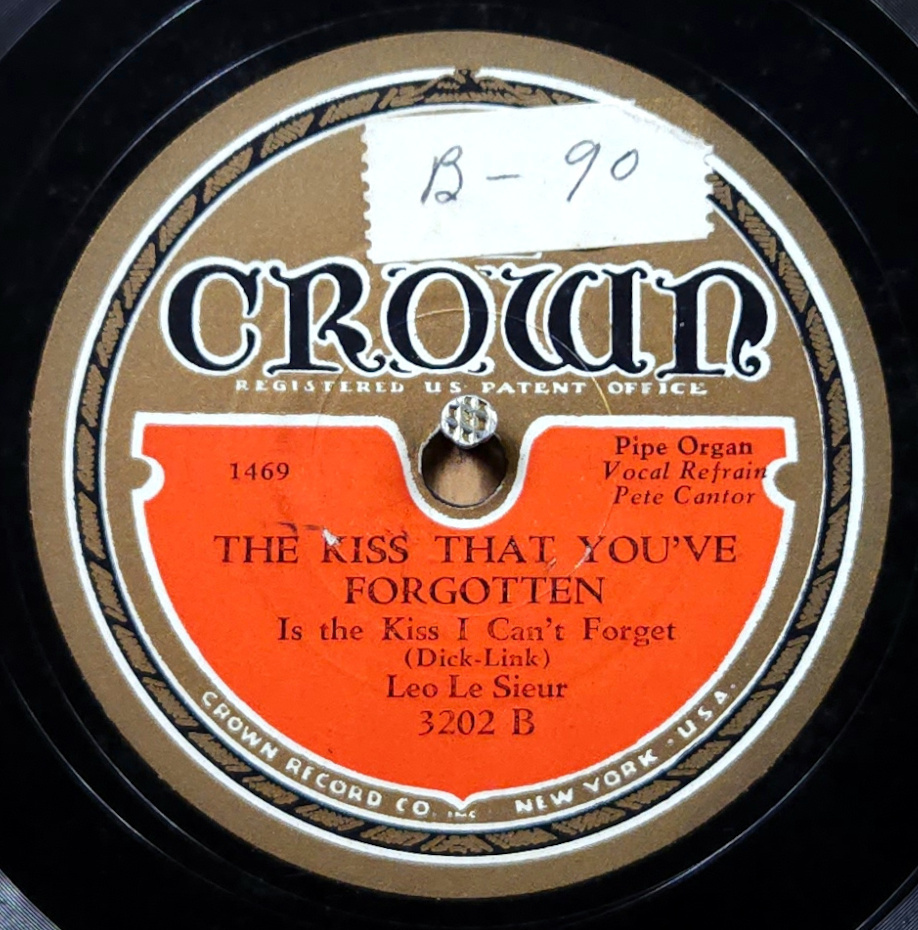 B - 90
CROWN
REGISTERED US PATENT OFFICE
1469
Pipe Organ
Vocal Refrain
Pete Cantor
THE KISS THAT YOU'VE
FORGOTTEN
Is the Kiss I Can't Forget
(Dick-Link)
Leo Le Sieur
3202 B
CROWN RECORD CO. INC NEW YORK · U.S.A.